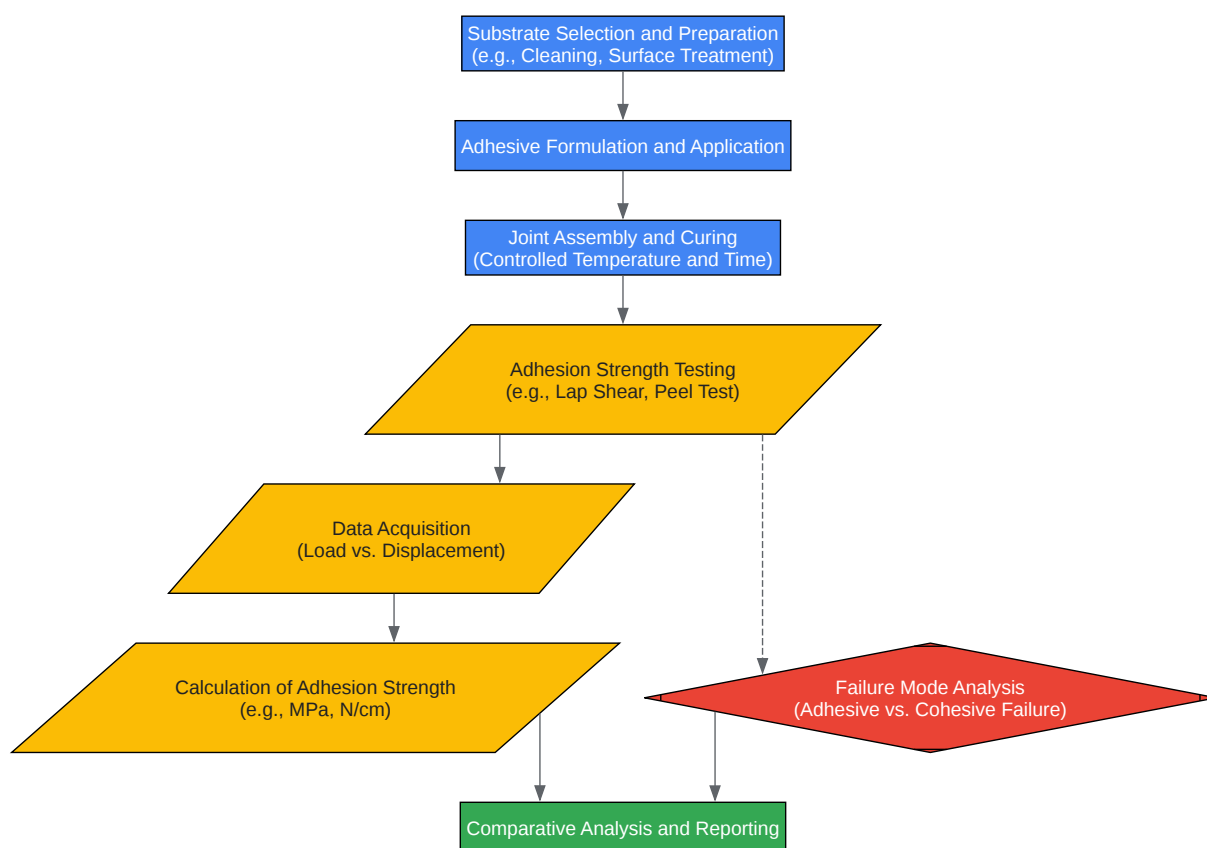 Substrate Selection and Preparation
(e.g., Cleaning, Surface Treatment)
Adhesive Formulation and Application
Joint Assembly and Curing
(Controlled Temperature and Time)
Adhesion Strength Testing
(e.g., Lap Shear, Peel Test)
Data Acquisition
(Load vs. Displacement)
Calculation of Adhesion Strength
(e.g., MPa, N/cm)
Failure Mode Analysis
(Adhesive vs. Cohesive Failure)
Comparative Analysis and Reporting